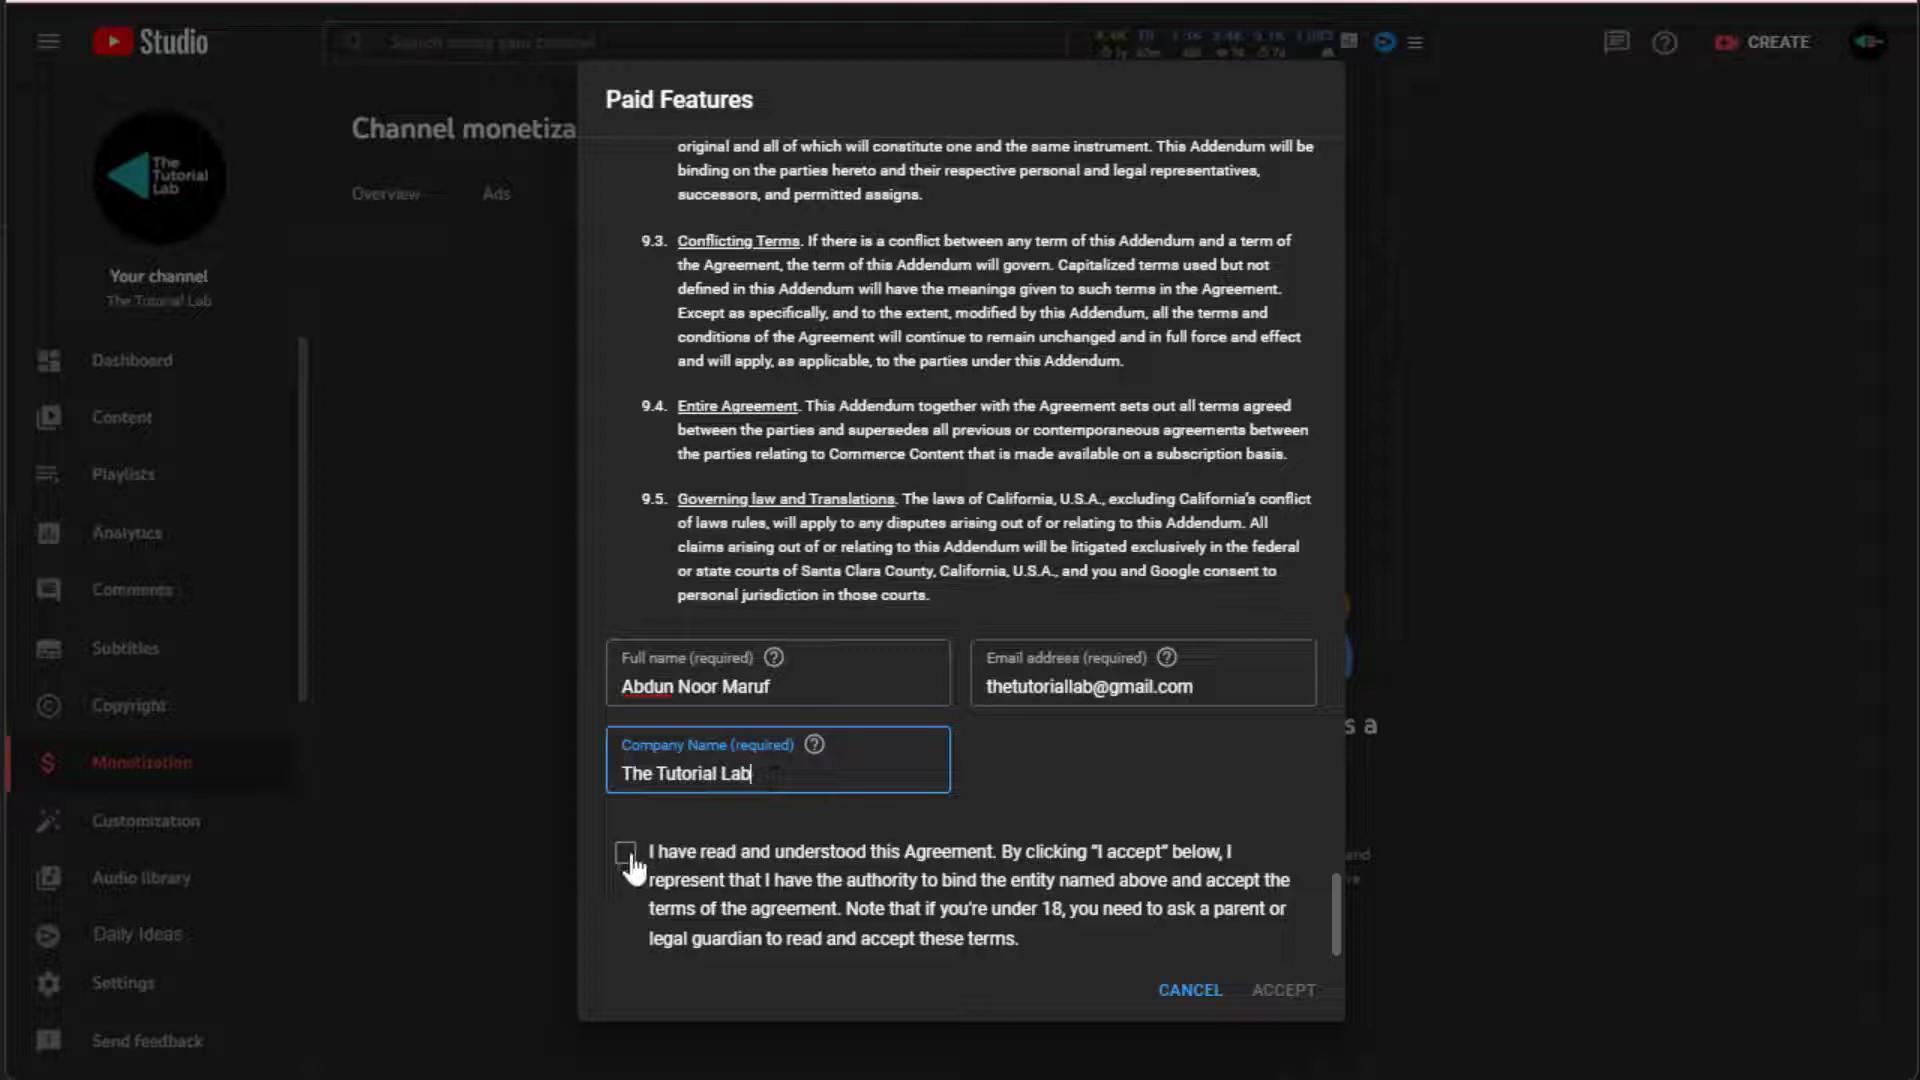 Studio
CREATE
The
Tutorial
Lab
Your channel
The Tutorial Lab
Dashboard
Content
Playlists
Analytics
Comments
Subtitles
Copyright
Monetization
Customization
Audio library
Daily Ideas
Settings
Send feedback
Channel monetiza
Overview
Ads
Paid Features
original and all of which will constitute one and the same instrument. This Addendum will be
binding on the parties hereto and their respective personal and legal representatives,
successors, and permitted assigns.
9.3. Conflicting Terms. If there is a conflict between any term of this Addendum and a term of
the Agreement, the term of this Addendum will govern. Capitalized terms used but not
defined in this Addendum will have the meanings given to such terms in the Agreement.
Except as specifically, and to the extent, modified by this Addendum, all the terms and
conditions of the Agreement will continue to remain unchanged and in full force and effect
and will apply, as applicable, to the parties under this Addendum.
9.4. Entire Agreement. This Addendum together with the Agreement sets out all terms agreed
between the parties and supersedes all previous or contemporaneous agreements between
the parties relating to Commerce Content that is made available on a subscription basis.
9.5. Governing law and Translations. The laws of California, U.S.A., excluding California's conflict
of laws rules, will apply to any disputes arising out of or relating to this Addendum. All
claims arising out of or relating to this Addendum will be litigated exclusively in the federal
or state courts of Santa Clara County, California, U.S.A., and you and Google consent to
personal jurisdiction in those courts.
Full name (required)
Abdun Noor Maruf
Email address (required)
thetutoriallab@gmail.com
Company Name (required)
The Tutorial Lab
s a
I have read and understood this Agreement. By clicking “I accept” below, I
represent that I have the authority to bind the entity named above and accept the
terms of the agreement. Note that if you're under 18, you need to ask a parent or
legal guardian to read and accept these terms.
CANCEL
ACCEPT